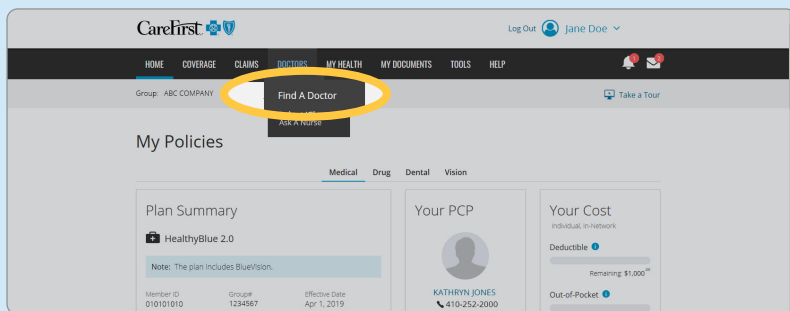 CareFirst
Log Out Jane Doe
HOME COVERAGE CLAIMS DOCTORS MY HEALTH MY DOCUMENTS TOOLS HELP
Group: ABC COMPANY
Find A Doctor
Take a Tour
Ask A Nurse
My Policies
Medical Drug Dental Vision
Plan Summary
HealthyBlue 2.0
Note: The plan includes BlueVision.
Member ID Group# Effective Date
010101010 1234567 Apr 1, 2019
Your PCP
KATHRYN JONES
410-252-2000
Your Cost
Individual, In-Network
Deductible
Remaining: $1,000
Out-of-Pocket